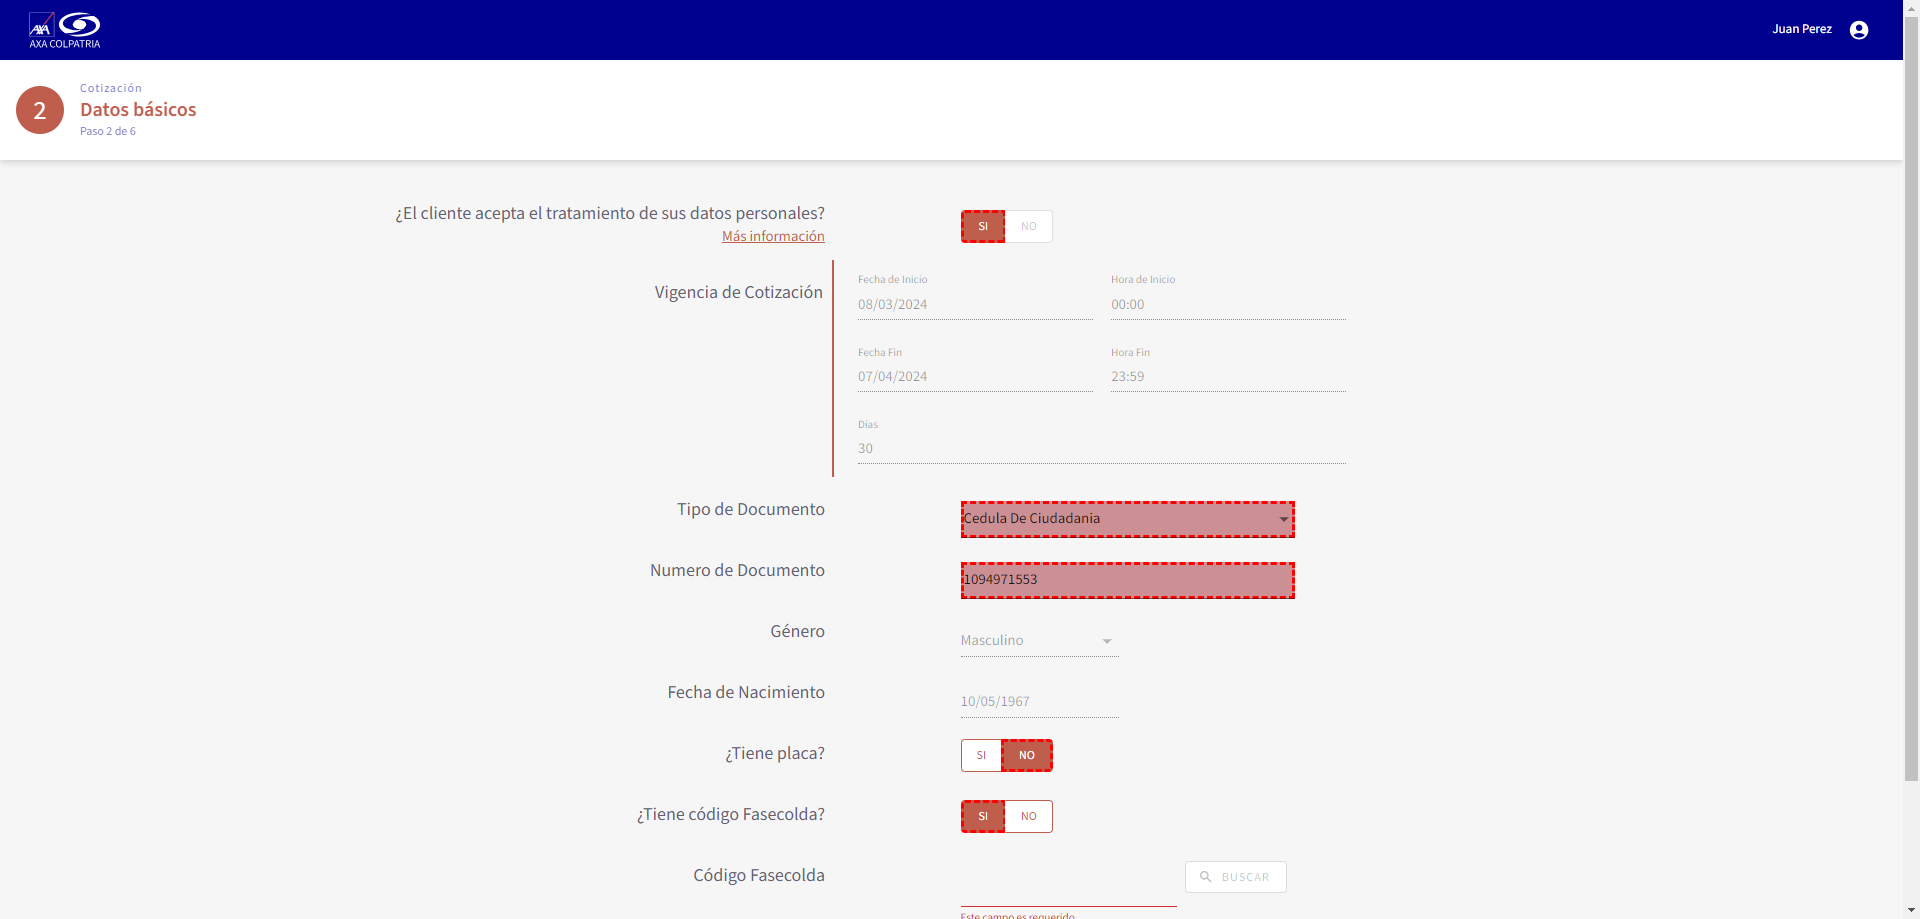 AXA
AXA COLPATRIA
Juan Perez
2
Cotización
Datos básicos
Paso 2 de 6
¿El cliente acepta el tratamiento de sus datos personales?
Más información
SI NO
Vigencia de Cotización
Fecha de Inicio Hora de Inicio
08/03/2024 00:00
Fecha Fin Hora Fin
07/04/2024 23:59
Días
30
Tipo de Documento
Cedula De Ciudadania
Numero de Documento
1094971553
Género
Masculino
Fecha de Nacimiento
10/05/1967
¿Tiene placa?
SI NO
¿Tiene código Fasecolda?
SI NO
Código Fasecolda
BUSCAR
Este campo es requerido